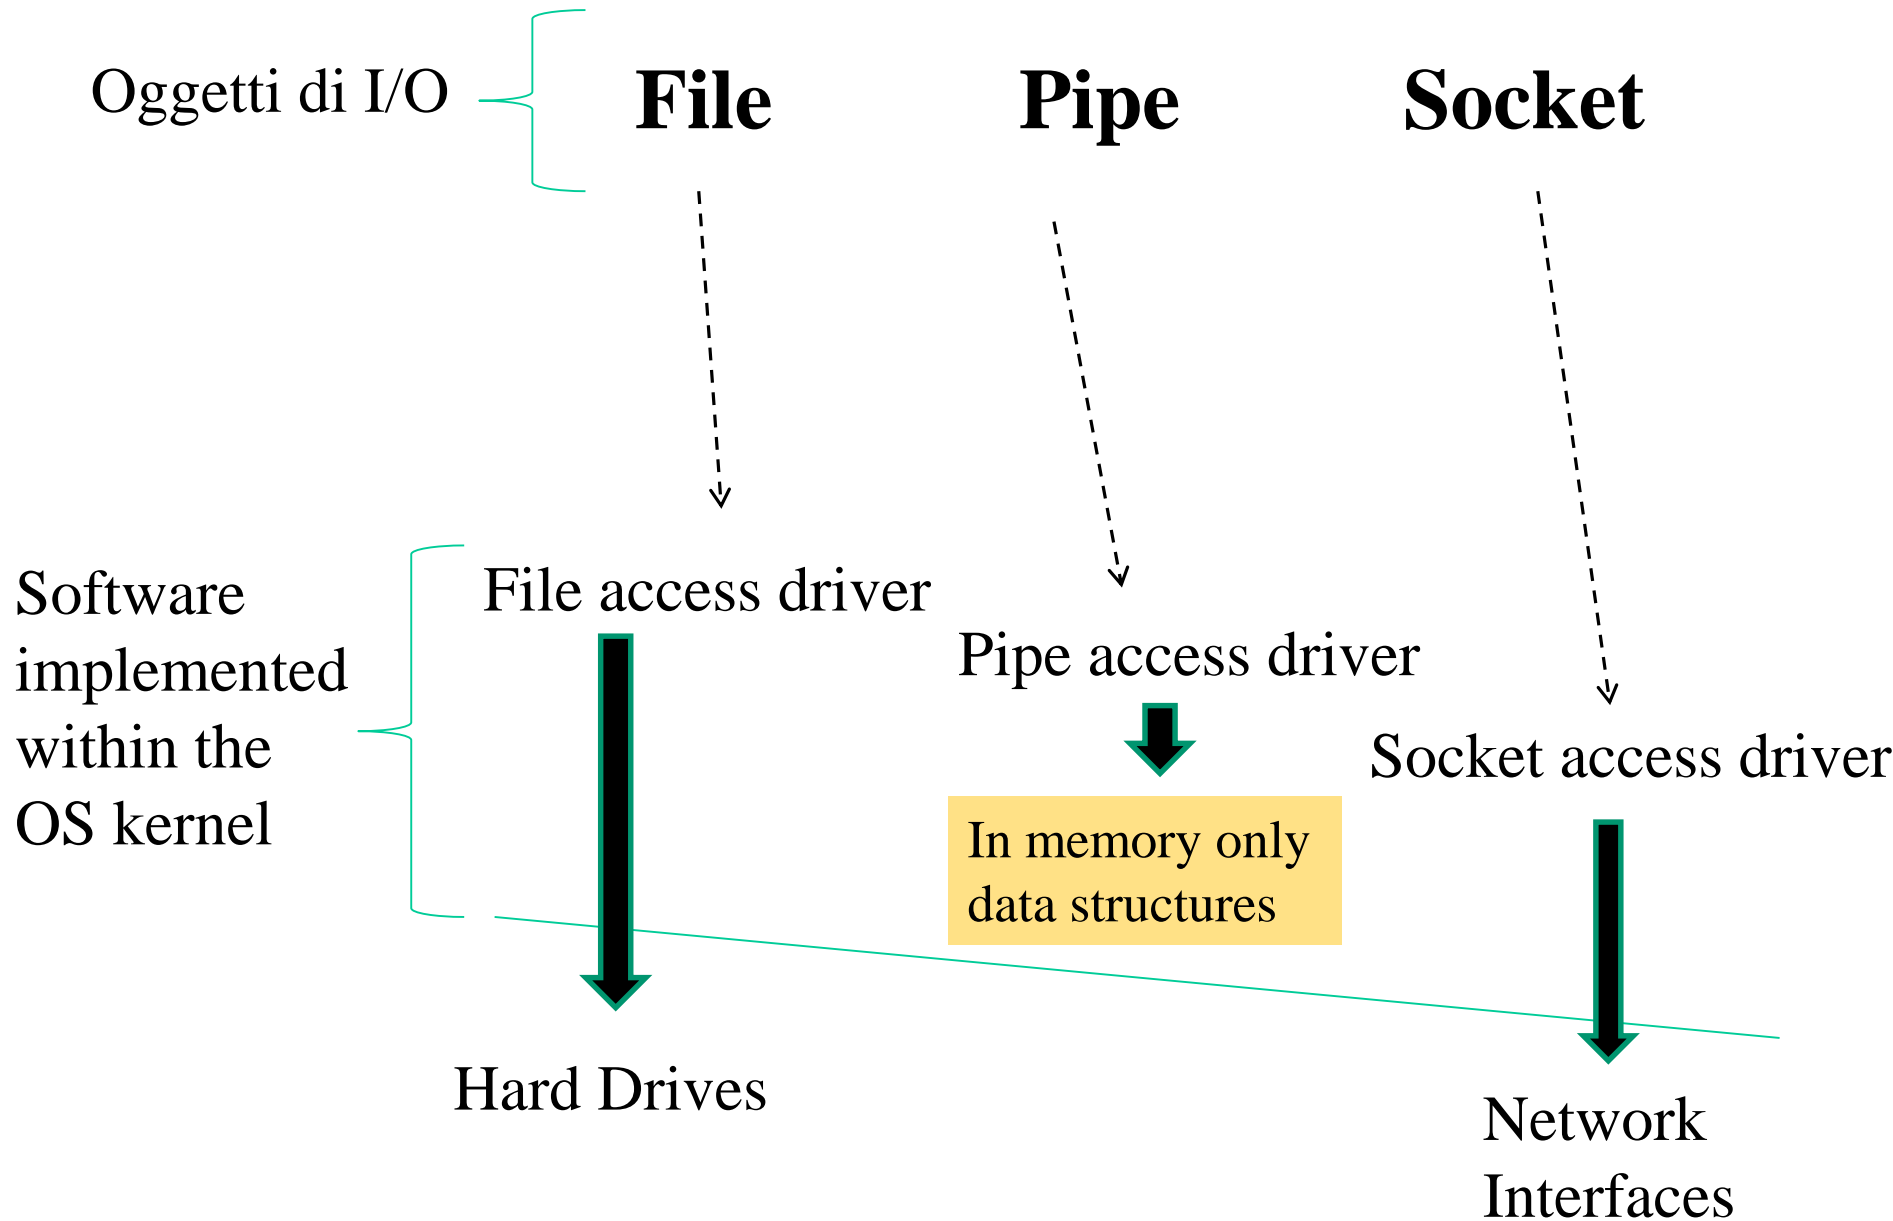 Oggetti di I/O
File
Pipe
Socket
Software
implemented
within the
OS kernel
File access driver
Pipe access driver
Socket access driver
In memory only
data structures
Hard Drives
Network
Interfaces